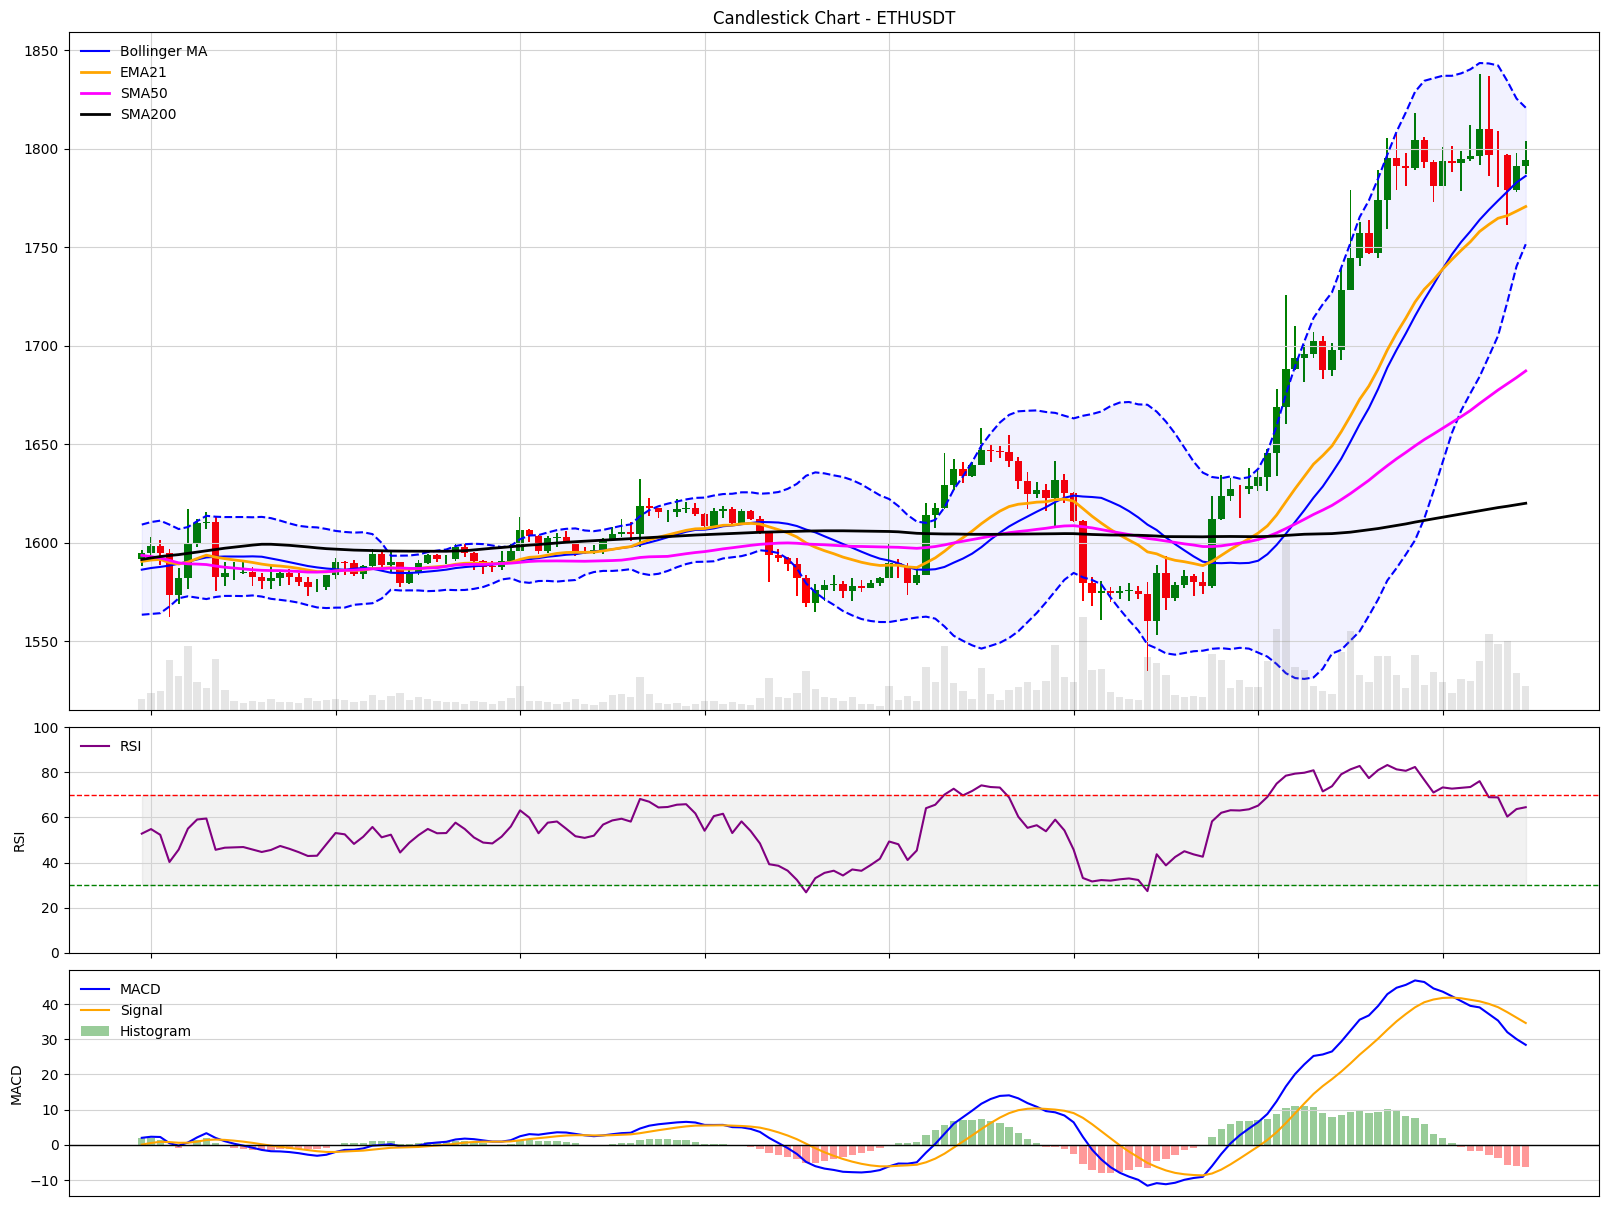 Candlestick Chart - ETHUSDT
Bollinger MA
EMA21
SMA50
SMA200
1850
1800
1750
1700
1650
1600
1550
RSI
RSI
100
80
60
40
20
0
MACD
Signal
Histogram
MACD
40
30
20
10
0
−10